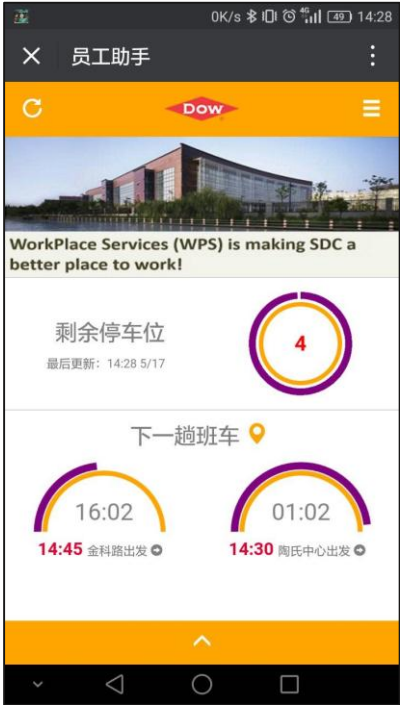 0K/s 4G 49 14:28
员工助手
Dow
WorkPlace Services (WPS) is making SDC a
better place to work!
剩余停车位
最后更新：14:28 5/17
4
下一趟班车
16:02
01:02
14:45 金科路出发
14:30 陶氏中心出发